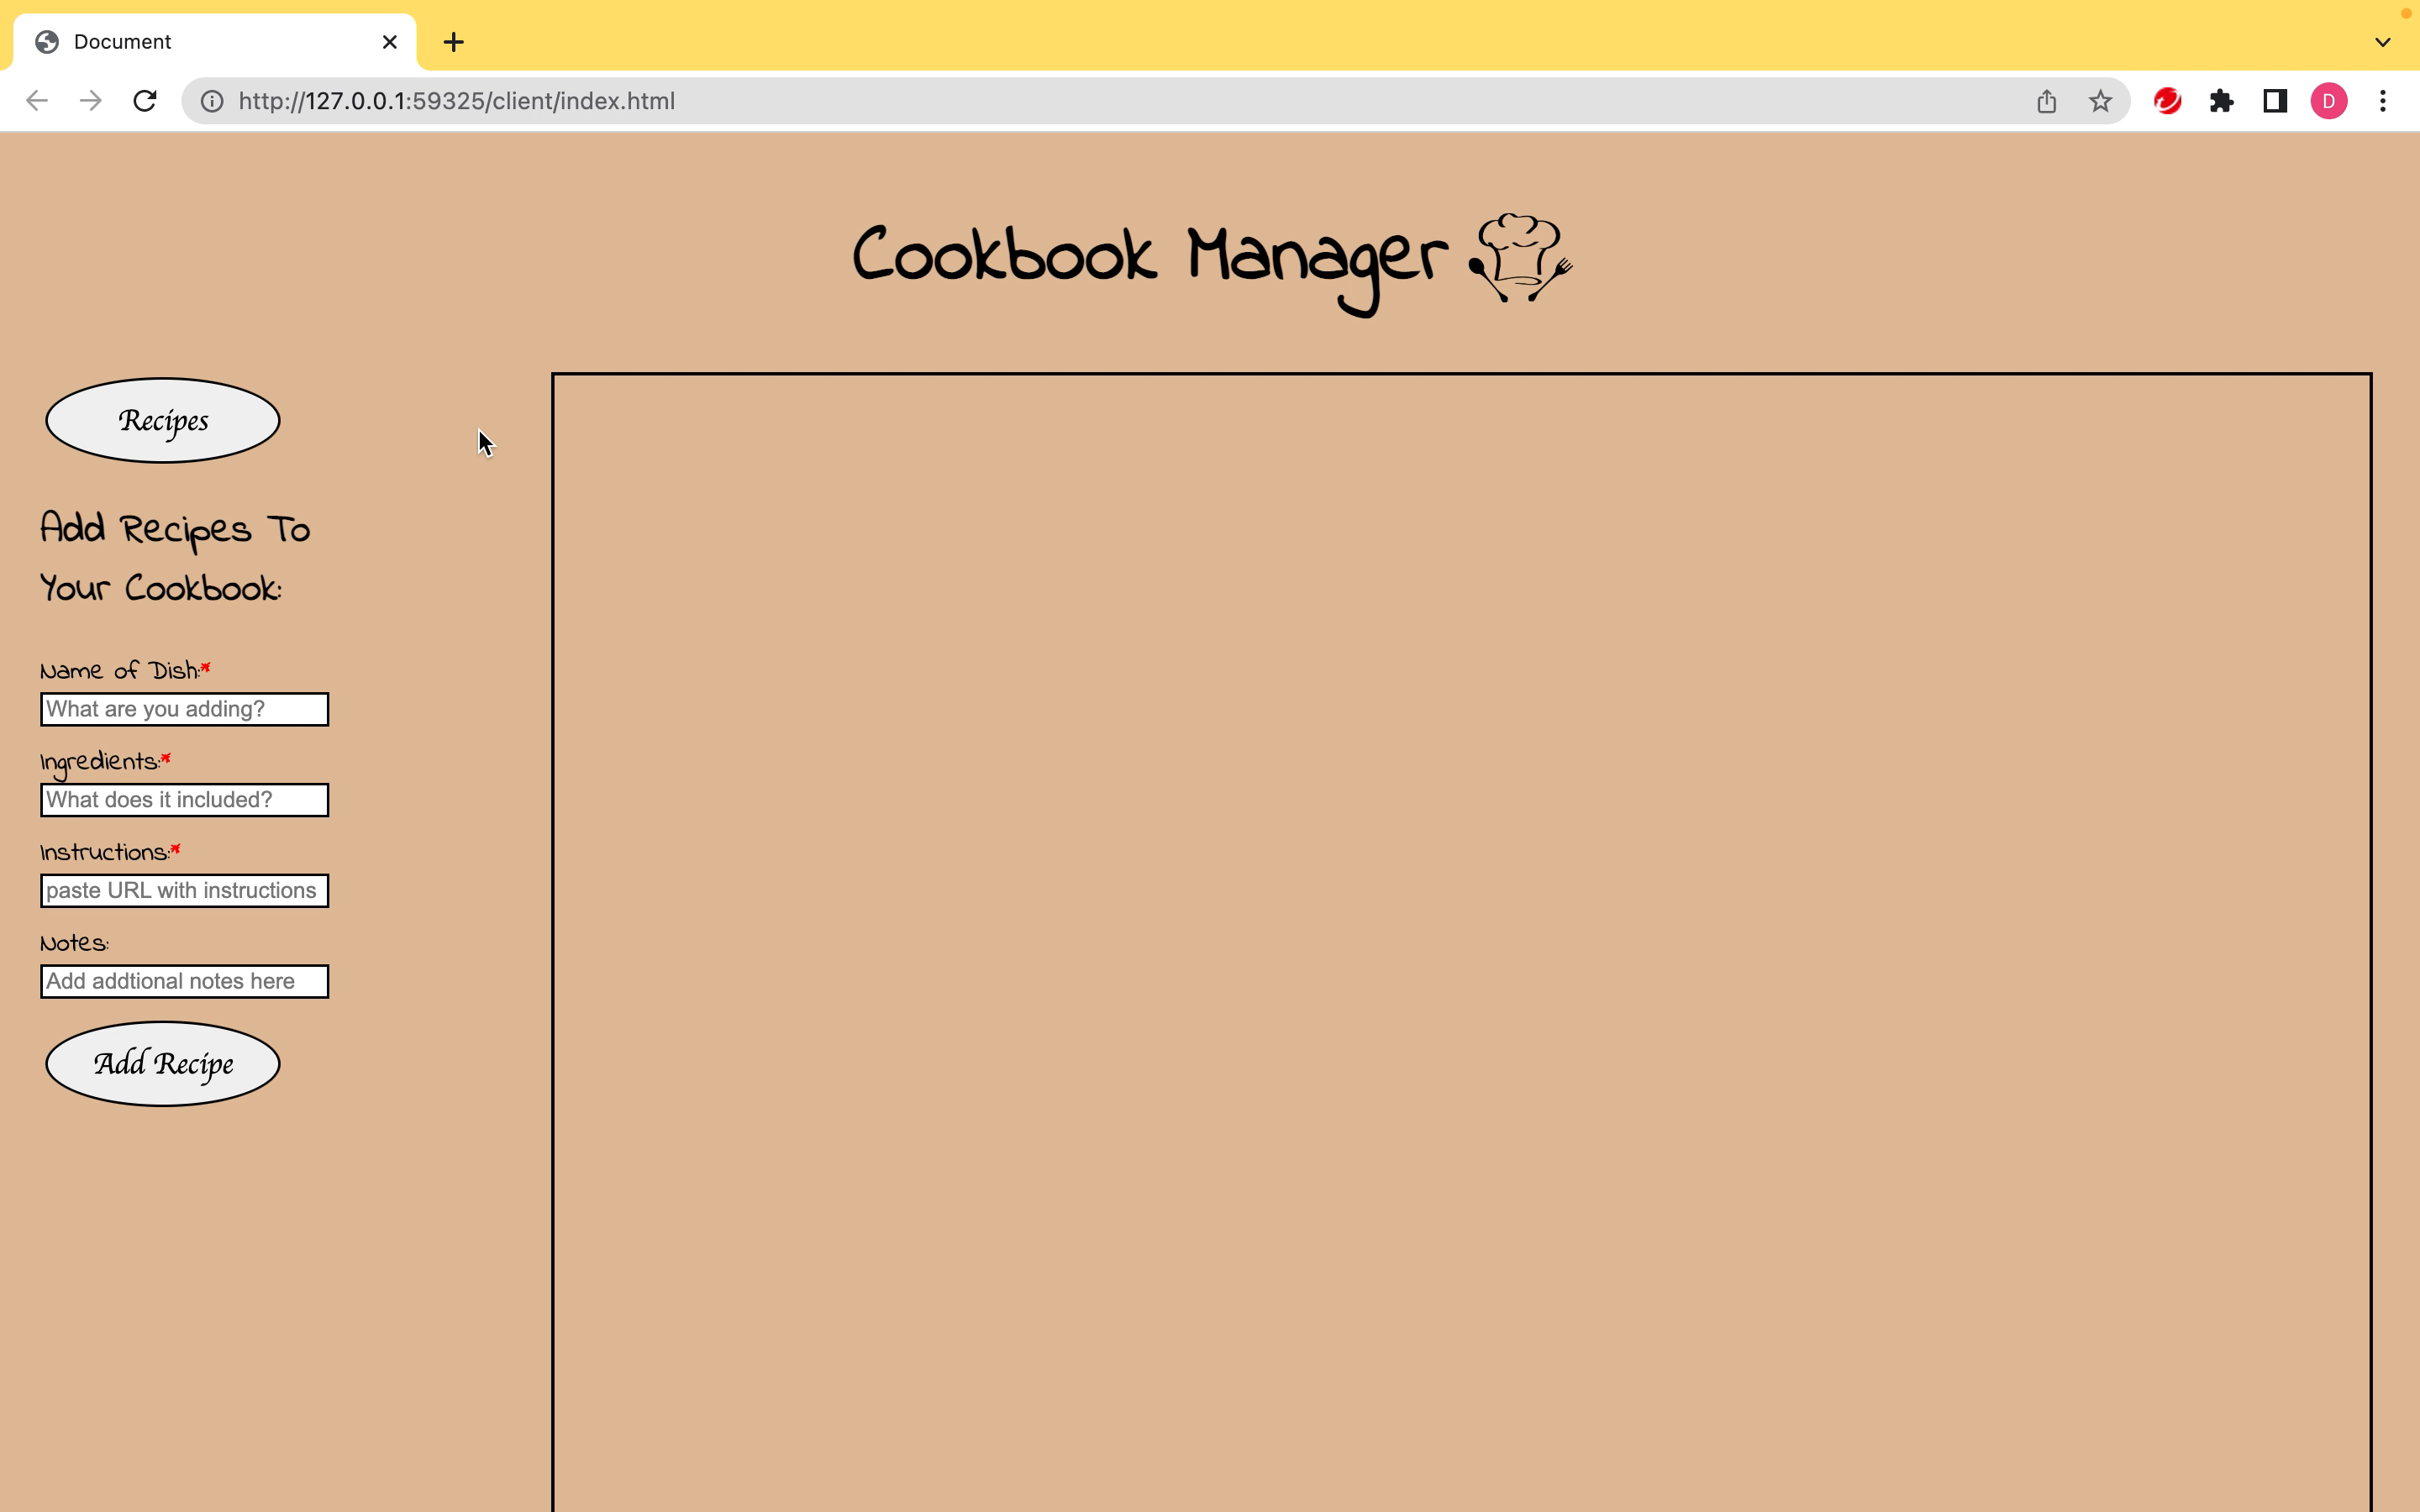 Document
http://127.0.0.1:59325/client/index.html
D
Cookbook Manager
Recipes
Add Recipes To
Your Cookbook:
Name of Dish:*
What are you adding?
Ingredients:*
What does it included?
Instructions:*
paste URL with instructions
Notes:
Add addtional notes here
Add Recipe